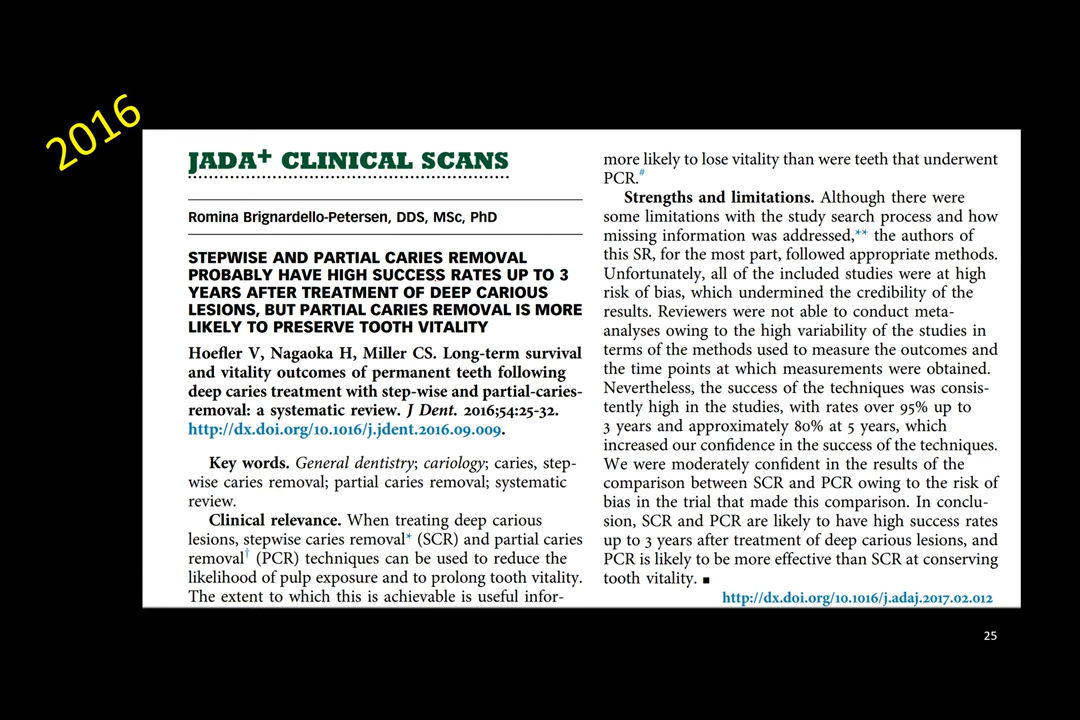 2016
JADA+ CLINICAL SCANS
Romina Brignardello-Petersen, DDS, MSc, PhD
STEPWISE AND PARTIAL CARIES REMOVAL
PROBABLY HAVE HIGH SUCCESS RATES UP TO 3
YEARS AFTER TREATMENT OF DEEP CARIOUS
LESIONS, BUT PARTIAL CARIES REMOVAL IS MORE
LIKELY TO PRESERVE TOOTH VITALITY
Hoefler V, Nagaoka H, Miller CS. Long-term survival
and vitality outcomes of permanent teeth following
deep caries treatment with step-wise and partial-caries-
removal: a systematic review. J Dent. 2016;54:25-32.
http://dx.doi.org/10.1016/j.jdent.2016.09.009.
Key words. General dentistry; cariology; caries, step-
wise caries removal; partial caries removal; systematic
review.
Clinical relevance. When treating deep carious
lesions, stepwise caries removal* (SCR) and partial caries
removal† (PCR) techniques can be used to reduce the
likelihood of pulp exposure and to prolong tooth vitality.
The extent to which this is achievable is useful infor-
more likely to lose vitality than were teeth that underwent
PCR.#
Strengths and limitations. Although there were
some limitations with the study search process and how
missing information was addressed,** the authors of
this SR, for the most part, followed appropriate methods.
Unfortunately, all of the included studies were at high
risk of bias, which undermined the credibility of the
results. Reviewers were not able to conduct meta-
analyses owing to the high variability of the studies in
terms of the methods used to measure the outcomes and
the time points at which measurements were obtained.
Nevertheless, the success of the techniques was consis-
tently high in the studies, with rates over 95% up to
3 years and approximately 80% at 5 years, which
increased our confidence in the success of the techniques.
We were moderately confident in the results of the
comparison between SCR and PCR owing to the risk of
bias in the trial that made this comparison. In conclu-
sion, SCR and PCR are likely to have high success rates
up to 3 years after treatment of deep carious lesions, and
PCR is likely to be more effective than SCR at conserving
tooth vitality. ■
http://dx.doi.org/10.1016/j.adaj.2017.02.012
25